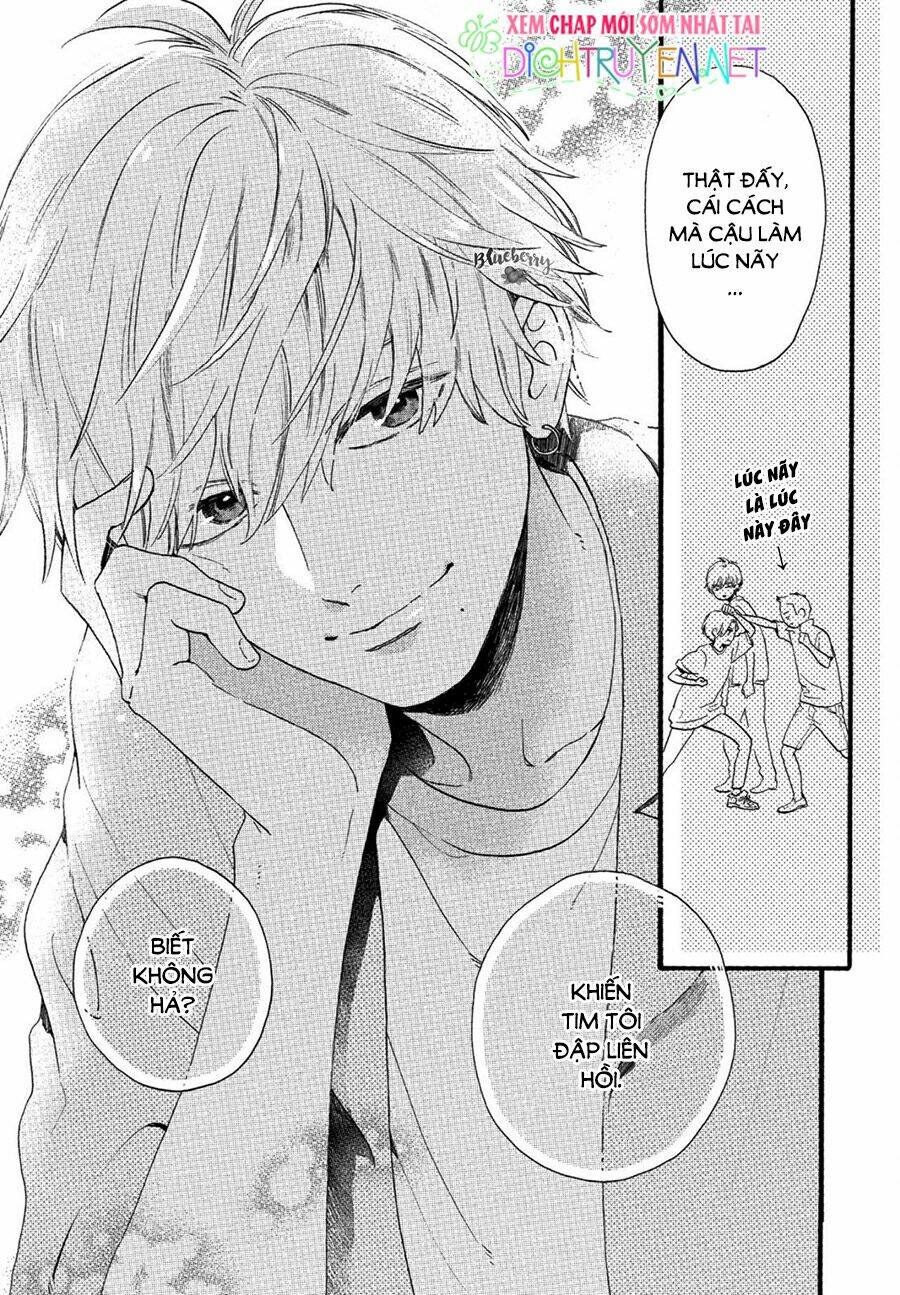 XEM CHAP MỚI SỚM NHẤT TẠI
DICHTRUYEN.NET
THẬT ĐẤY,
CÁI CÁCH
MÀ CẬU LÀM
LÚC NÃY
...
Blueberry
LÚC NÃY
LÀ LÚC
NÀY ĐÂY
KHIẾN
TIM TÔI
ĐẬP LIÊN
HỒI.
BIẾT
KHÔNG
HẢ?